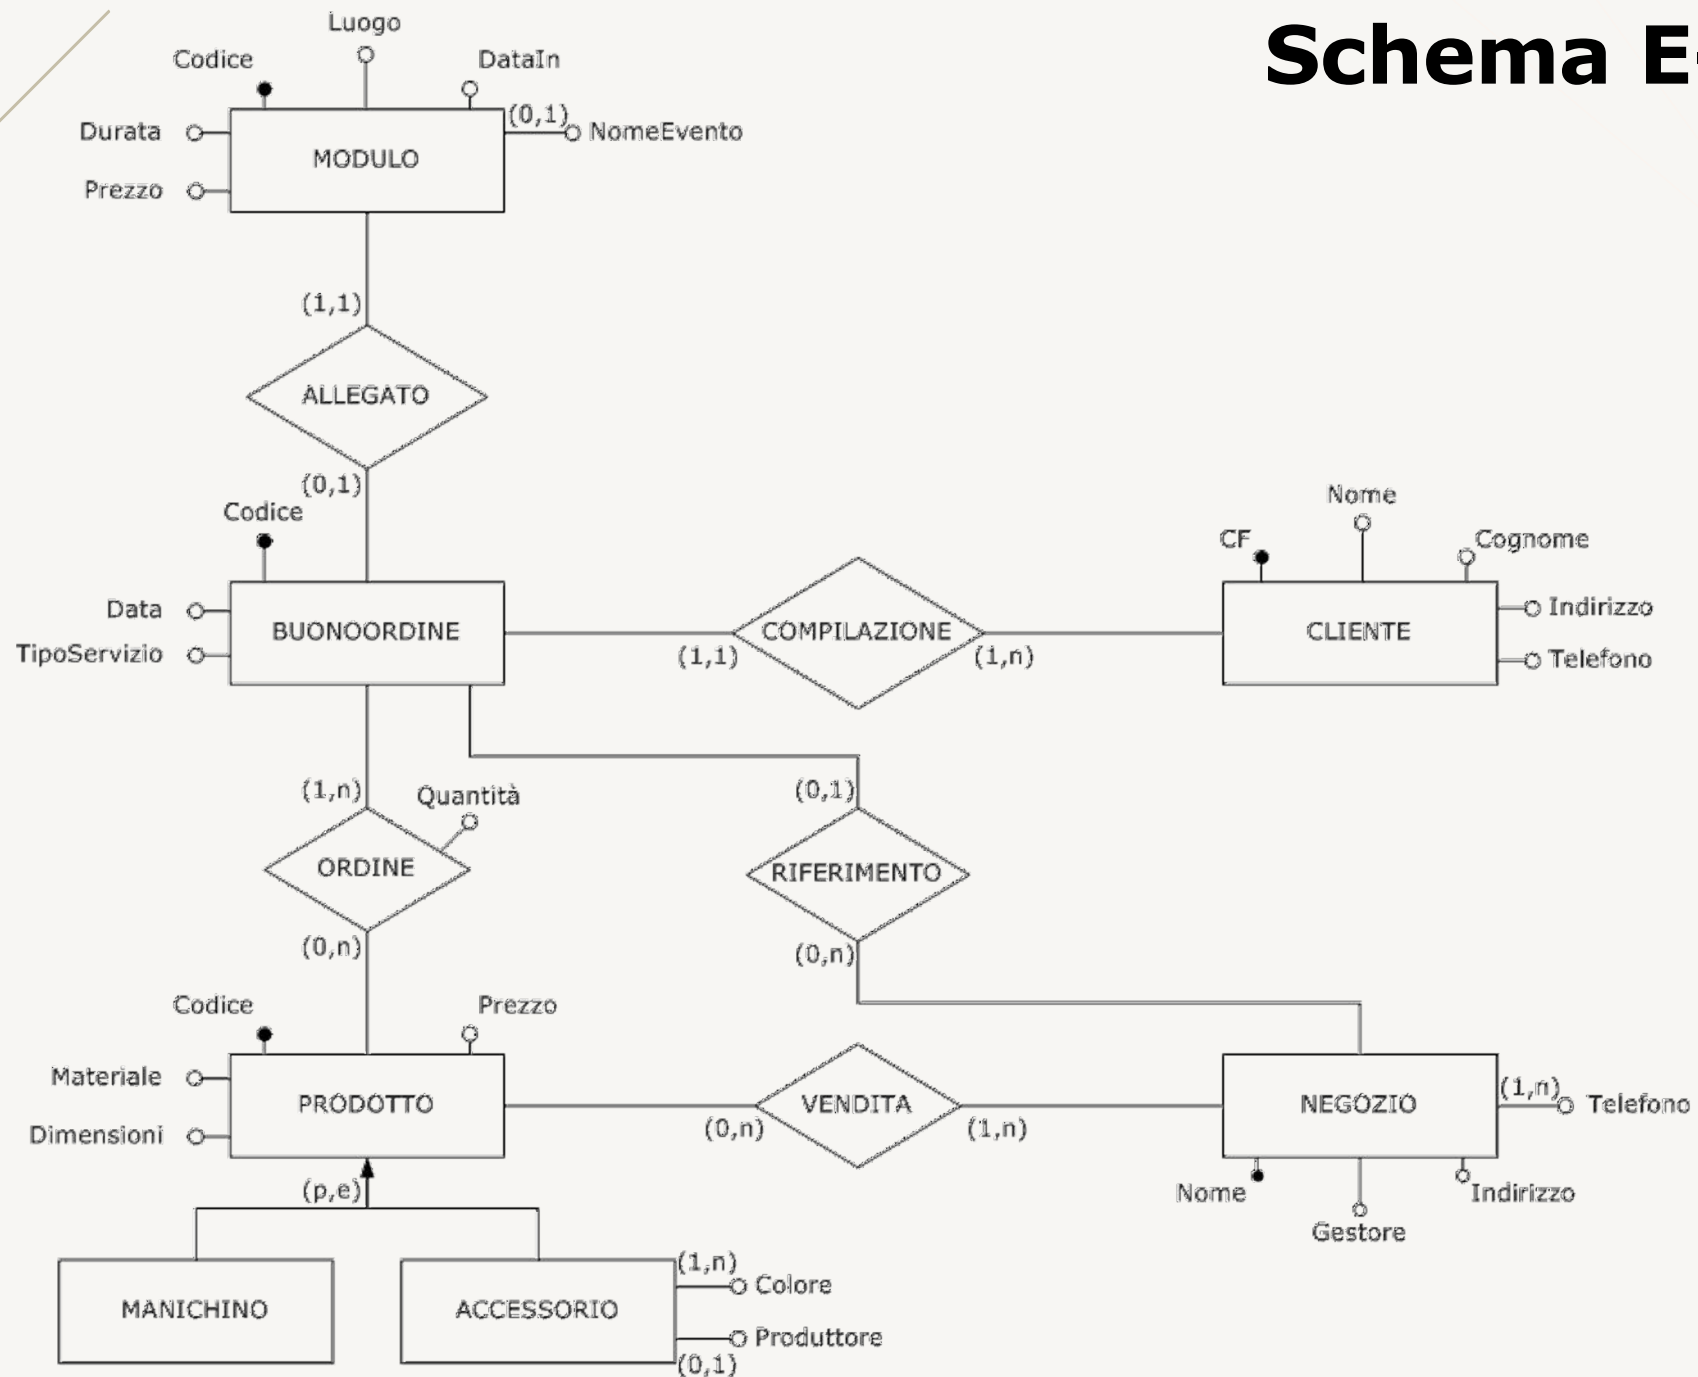 Schema E-
Luogo
Codice
DataIn
(0,1)
Durata
NomeEvento
MODULO
Prezzo
(1,1)
ALLEGATO
(0,1)
Codice
Nome
CF
Cognome
Data
Indirizzo
BUONOORDINE
COMPILAZIONE
CLIENTE
TipoServizio
(1,1)
(1,n)
Telefono
(1,n)
Quantità
(0,1)
ORDINE
RIFERIMENTO
(0,n)
(0,n)
Codice
Prezzo
Materiale
(1,n)
PRODOTTO
VENDITA
NEGOZIO
Telefono
Dimensioni
(0,n)
(1,n)
(p,e)
Nome
Indirizzo
Gestore
(1,n)
Colore
MANICHINO
ACCESSORIO
Produttore
(0,1)